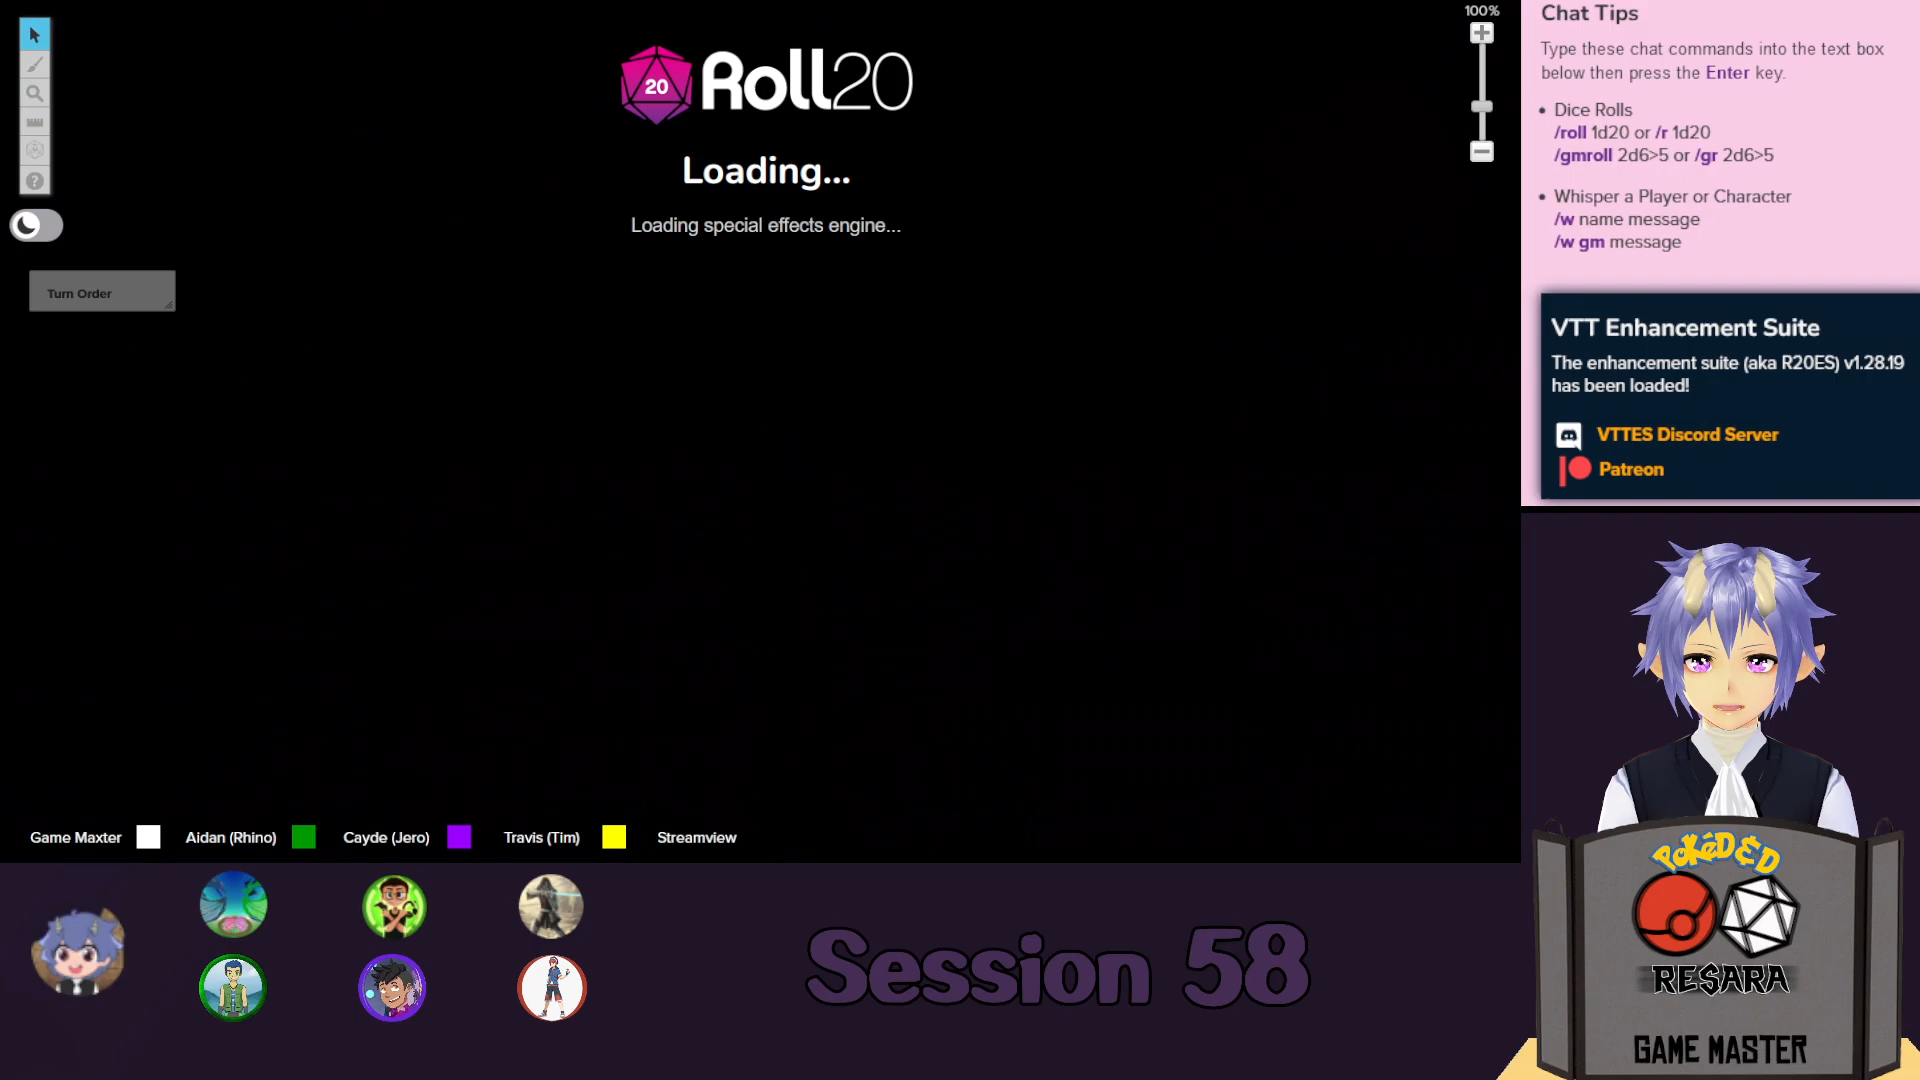 100%
20
Roll20
Loading...
Loading special effects engine...
Turn Order
Chat Tips
Type these chat commands into the text box
below then press the Enter key.
• Dice Rolls
/roll 1d20 or /r 1d20
/gmroll 2d6>5 or /gr 2d6>5
• Whisper a Player or Character
/w name message
/w gm message
VTT Enhancement Suite
The enhancement suite (aka R20ES) v1.28.19
has been loaded!
VTTES Discord Server
Patreon
Game Maxter
Aidan (Rhino)
Cayde (Jero)
Travis (Tim)
Streamview
Session 58
PokéD&D
RESARA
GAME MASTER